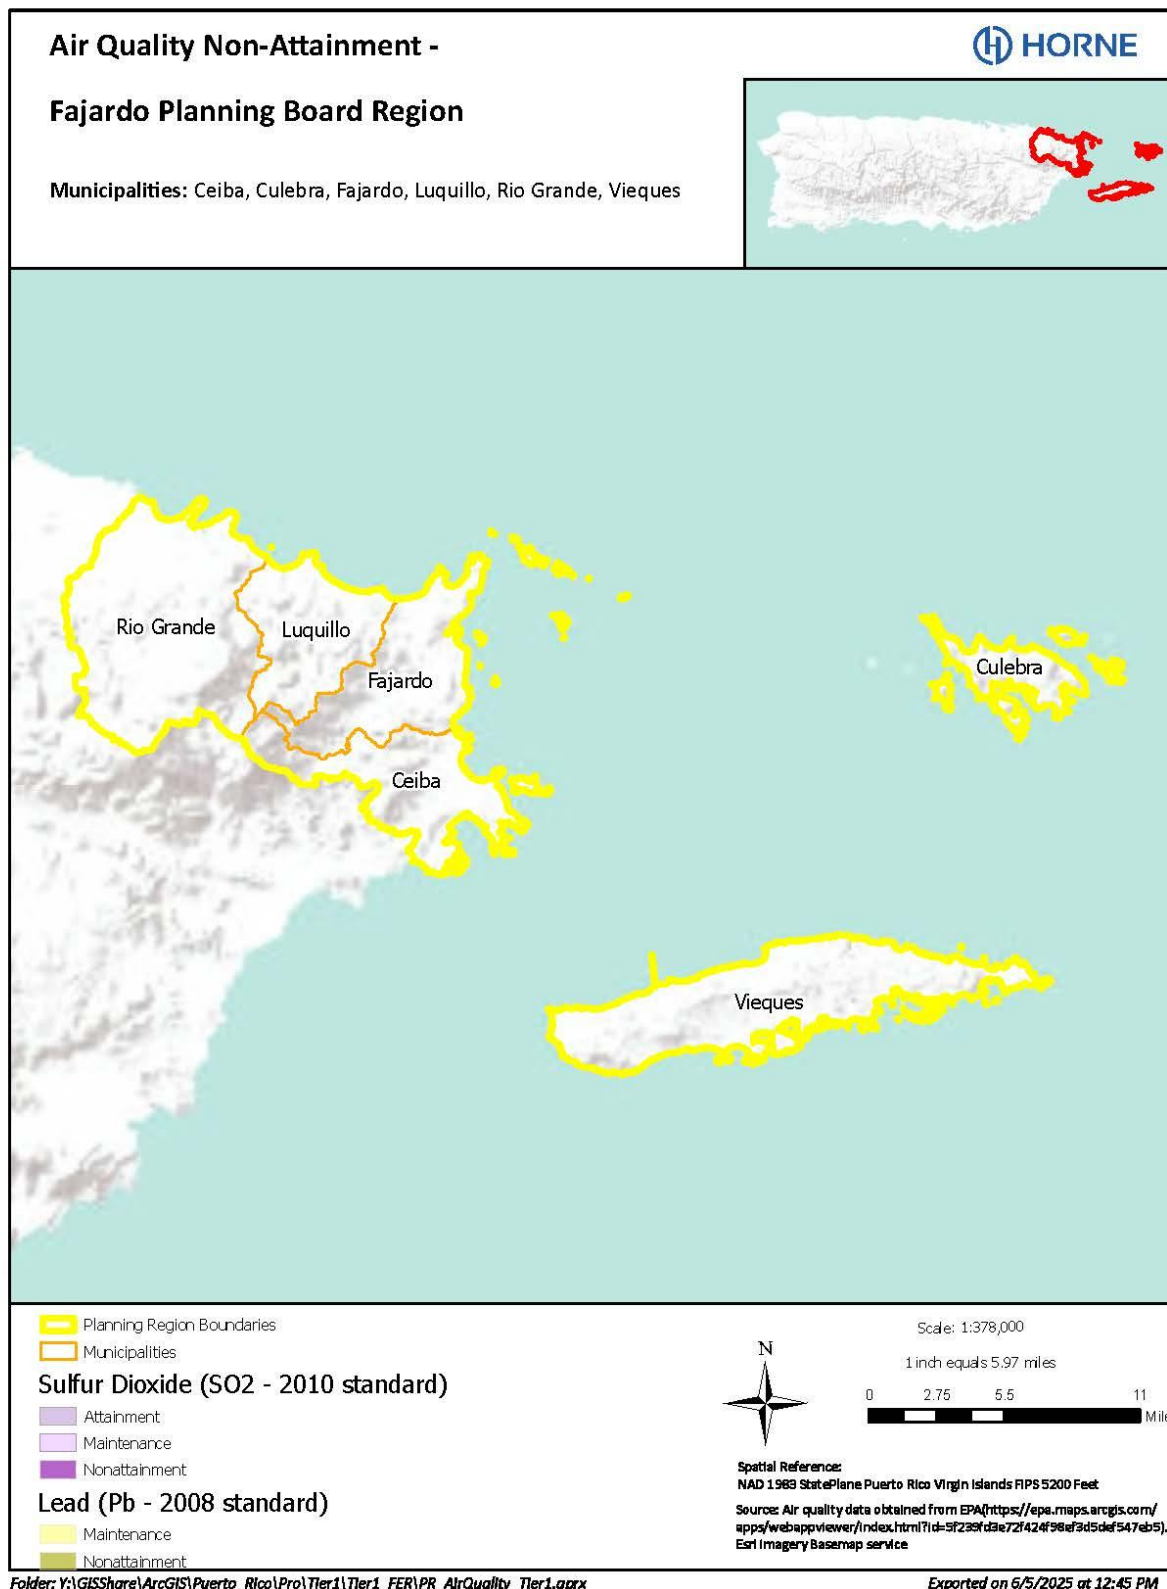 Air Quality Non-Attainment -
HORNE
Fajardo Planning Board Region
Municipalities: Ceiba, Culebra, Fajardo, Luquillo, Rio Grande, Vieques
Rio Grande
Luquillo
Fajardo
Culebra
Ceiba
Vieques
Planning Region Boundaries
Municipalities
Sulfur Dioxide (SO2 - 2010 standard)
Attainment
Maintenance
Nonattainment
Lead (Pb - 2008 standard)
Maintenance
Nonattainment
N
Scale: 1:378,000
1 inch equals 5.97 miles
0 2.75 5.5 11
Mile
Spatial Reference:
NAD 1983 StatePlane Puerto Rico Virgin Islands FIPS 5200 Feet
Source: Air quality data obtained from EPA(https://epa.maps.arcgis.com/
apps/webappviewer/index.html?id=5f239fd3e72f424f98ef3d5def547eb5).
Esri Imagery Basemap service
Folder: Y:\GISShare\ArcGIS\Puerto_Rico\Pro\Tier1\Tier1_FER\PR_AirQuality_Tier1.aprx
Exported on 6/5/2025 at 12:45 PM